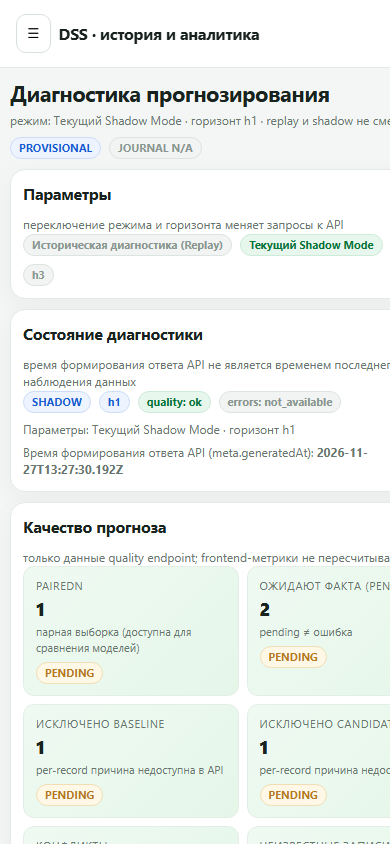 ☰ DSS · история и аналитика
Диагностика прогнозирования
режим: Текущий Shadow Mode · горизонт h1 · replay и shadow не сме
PROVISIONAL JOURNAL N/A
Параметры
переключение режима и горизонта меняет запросы к API
Историческая диагностика (Replay) Текущий Shadow Mode
h3
Состояние диагностики
время формирования ответа API не является временем последнег
наблюдения данных
SHADOW h1 quality: ok errors: not_available
Параметры: Текущий Shadow Mode · горизонт h1
Время формирования ответа API (meta.generatedAt): 2026-11-
27T13:27:30.192Z
Качество прогноза
только данные quality endpoint; frontend-метрики не пересчитыва
PAIREDN ОЖИДАЮТ ФАКТА (PEN
1 2
парная выборка (доступна для pending ≠ ошибка
сравнения моделей)
PENDING PENDING
ИСКЛЮЧЕНО BASELINE ИСКЛЮЧЕНО CANDIDAT
1 1
per-record причина недоступна в API per-record причина недос
PENDING PENDING